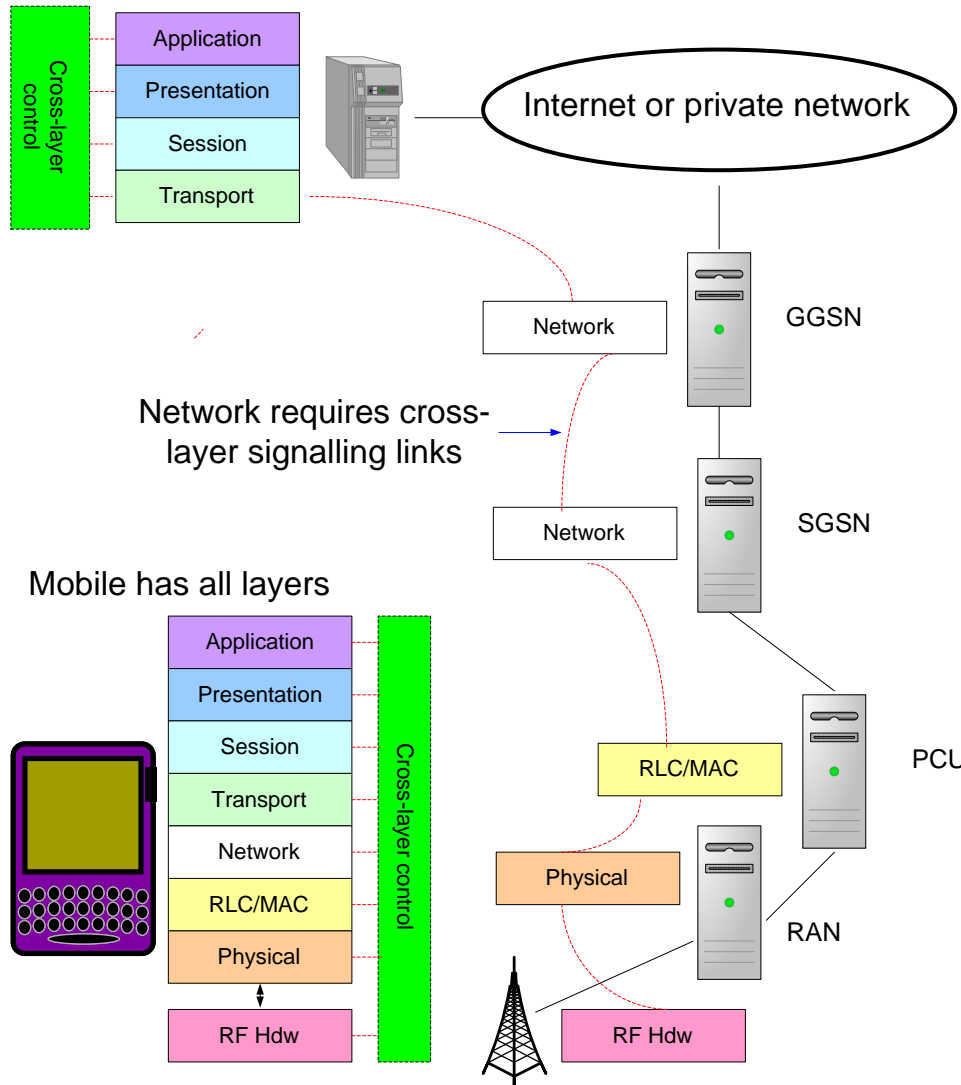 Application
Presentation
Session
Transport
Cross-layer
control
Internet or private network
Network
GGSN
Network requires cross-
layer signalling links
Network
SGSN
Mobile has all layers
Application
Presentation
Session
Transport
Network
RLC/MAC
Physical
RF Hdw
Cross-layer control
RLC/MAC
PCU
Physical
RAN
RF Hdw